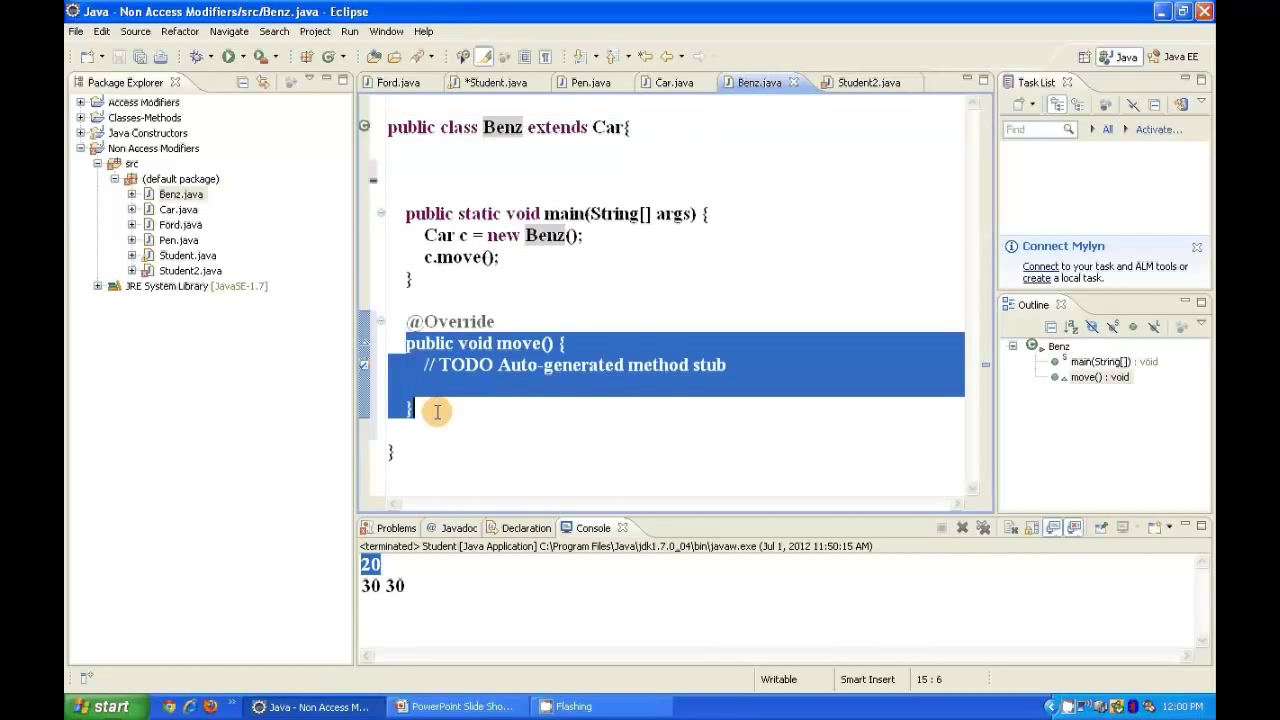 Java - Non Access Modifiers/src/Benz.java - Eclipse
File Edit Source Refactor Navigate Search Project Run Window Help
Java Java EE
Package Explorer
Ford.java *Student.java Pen.java Car.java Benz.java Student2.java
Task List
Access Modifiers
Classes-Methods
Java Constructors
Non Access Modifiers
src
(default package)
Benz.java
Car.java
Ford.java
Pen.java
Student.java
Student2.java
JRE System Library [JavaSE-1.7]
public class Benz extends Car{
public static void main(String[] args) {
Car c = new Benz();
c.move();
}
@Override
public void move() {
// TODO Auto-generated method stub
}
}
Find All Activate...
Connect Mylyn
Connect to your task and ALM tools or
create a local task.
Outline
Benz
main(String[]) : void
move() : void
Problems Javadoc Declaration Console
<terminated> Student [Java Application] C:\Program Files\Java\jdk1.7.0_04\bin\javaw.exe (Jul 1, 2012 11:50:15 AM)
20
30 30
Writable Smart Insert 15 : 6
start Java - Non Access M... PowerPoint Slide Sho... Flashing 12:00 PM